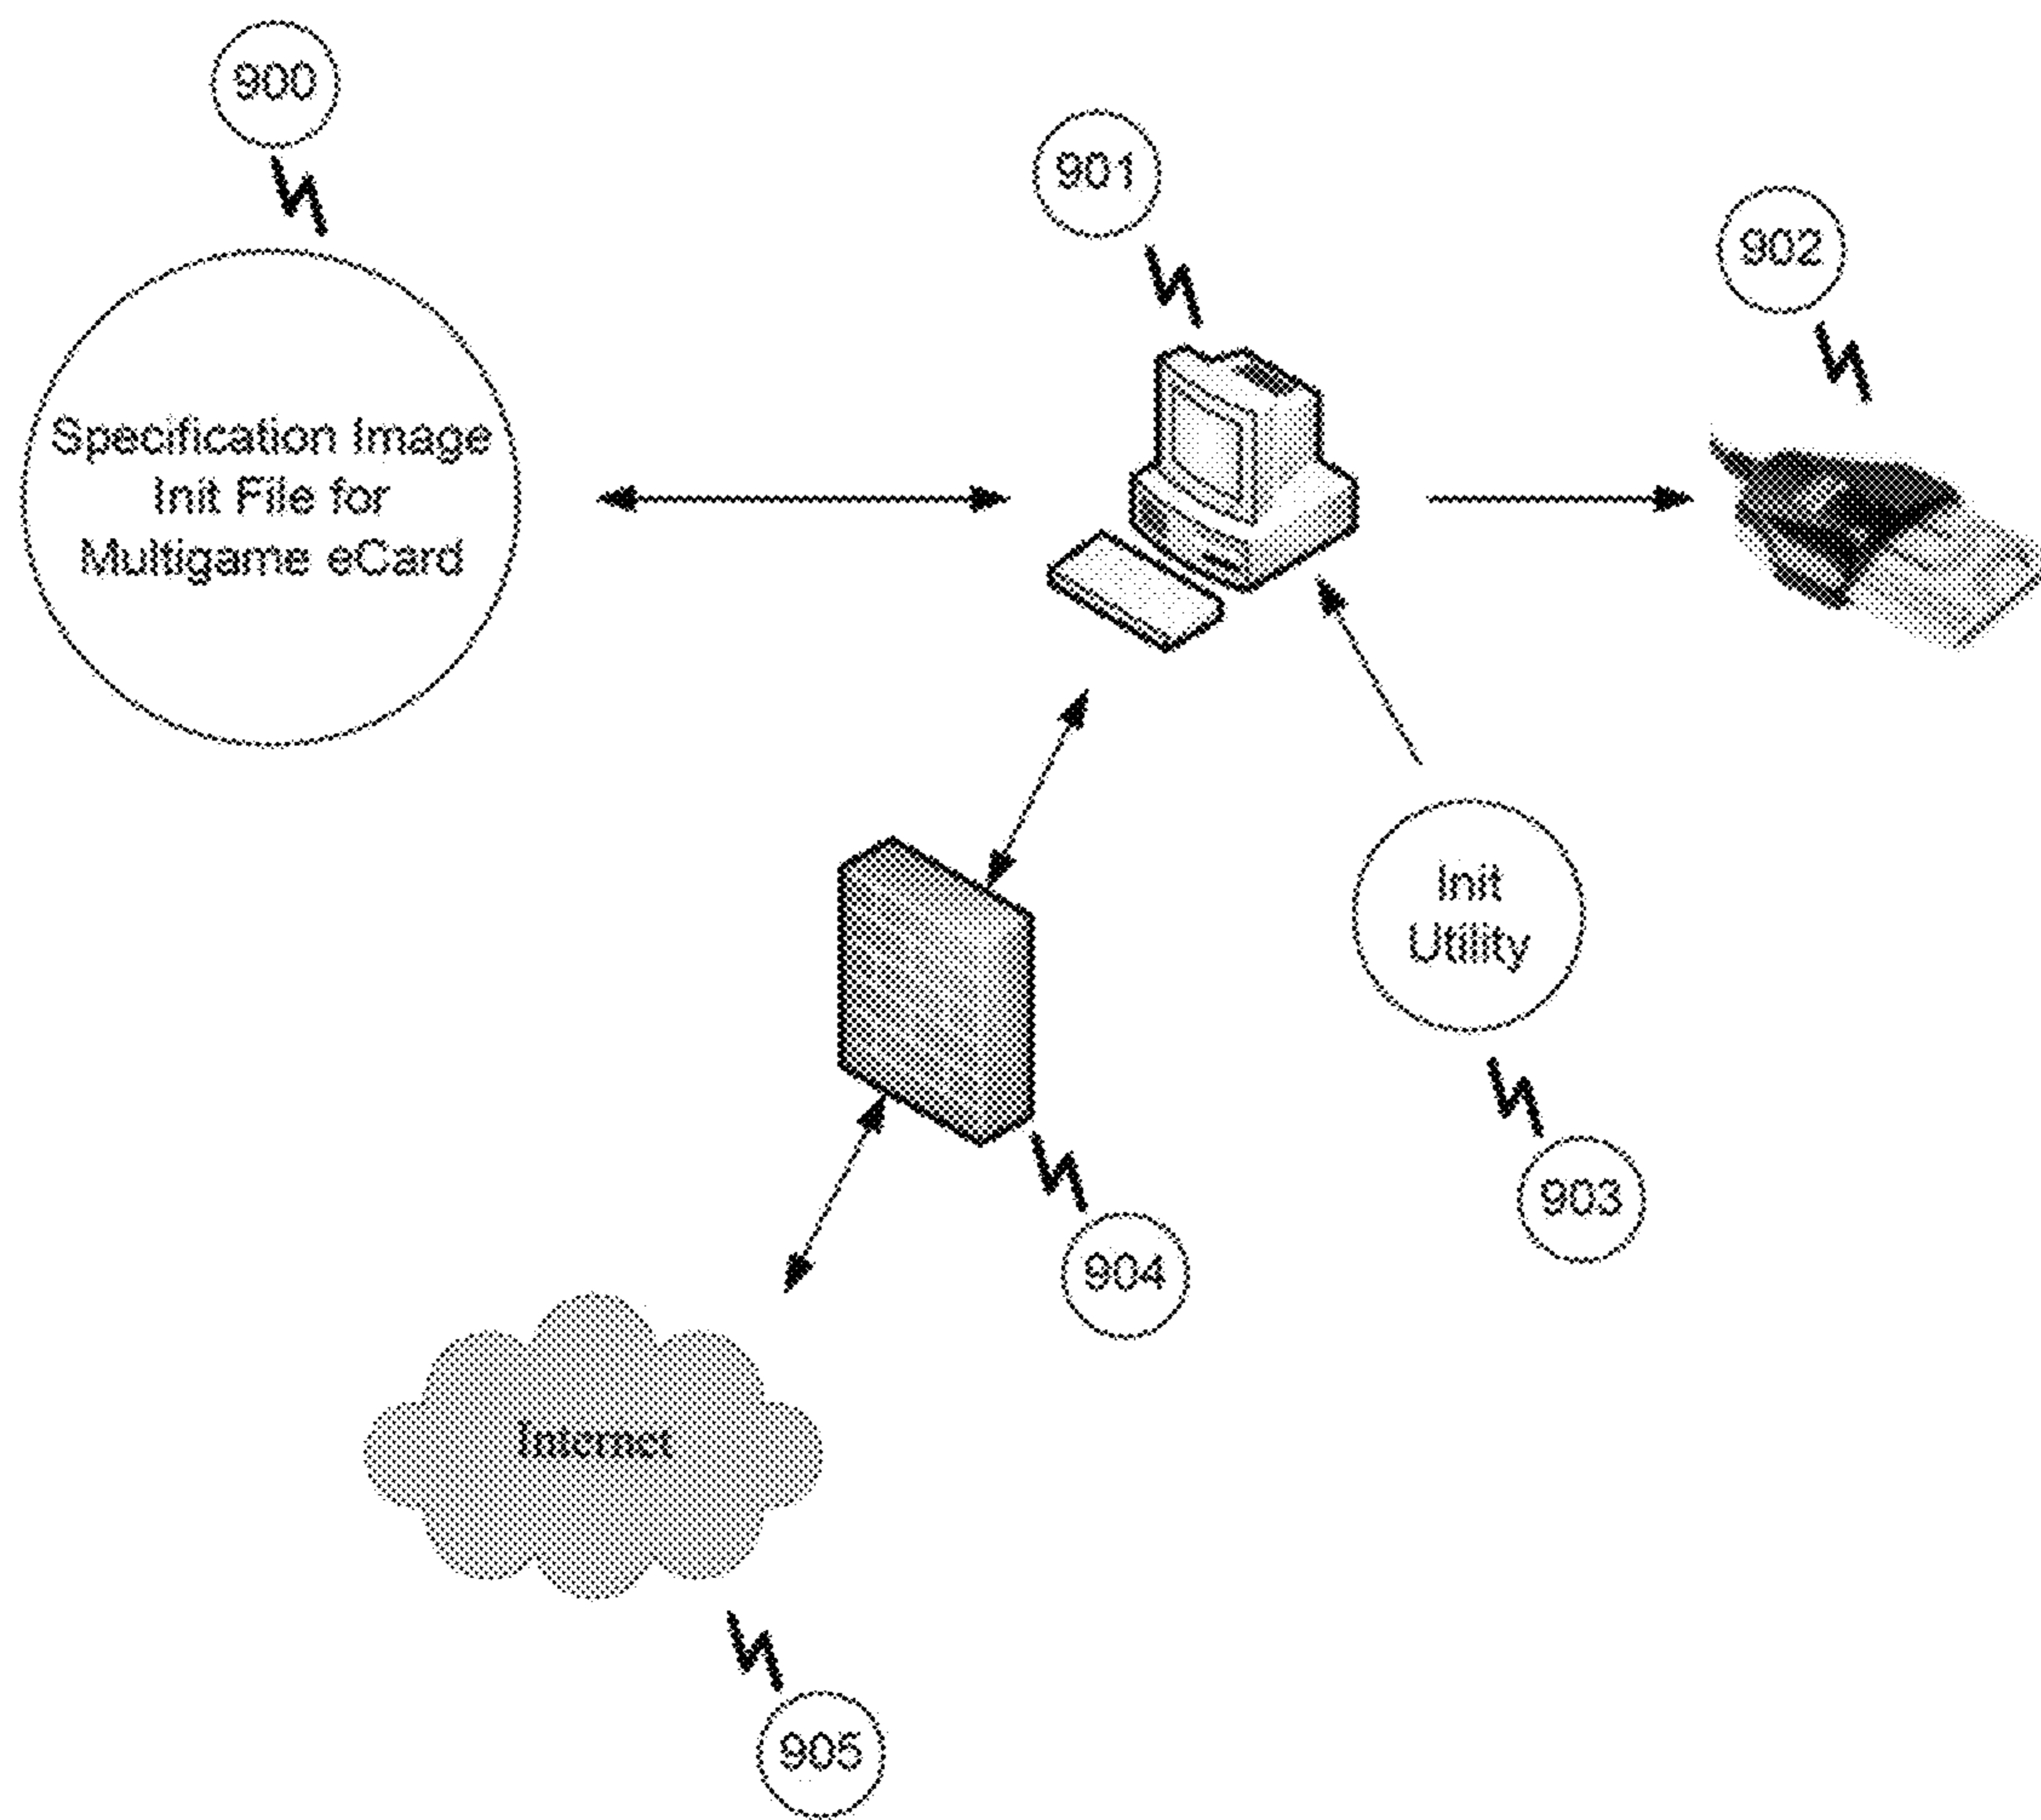 900
901
902
Specification Image
Init File for
Multigame eCard
Init
Utility
903
904
Internet
905